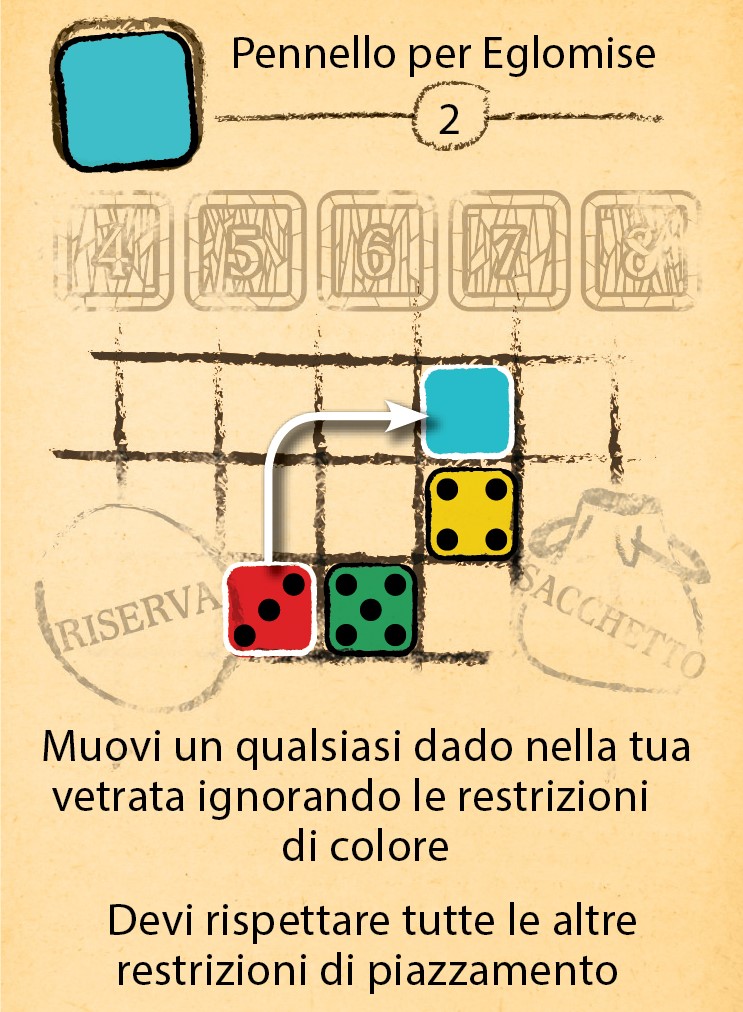 Pennello per Eglomise
2
4 5 6 7 8
RISERVA
SACCHETTO
Muovi un qualsiasi dado nella tua
vetrata ignorando le restrizioni
di colore
Devi rispettare tutte le altre
restrizioni di piazzamento